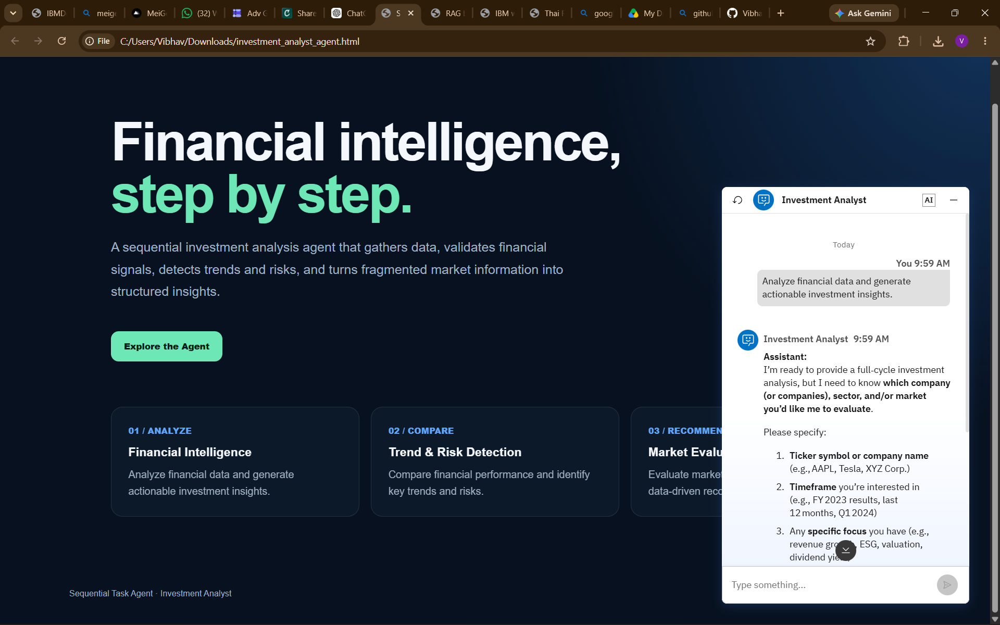 IBMD
meige
MeiG
(32) W
Adv G
Share
ChatG
S
RAG
IBM w
Thai F
goog
My D
githu
Vibha
Ask Gemini
File
C:/Users/Vibhav/Downloads/investment_analyst_agent.html
V
Financial intelligence,
step by step.
A sequential investment analysis agent that gathers data, validates financial
signals, detects trends and risks, and turns fragmented market information into
structured insights.
Explore the Agent
01 / ANALYZE
Financial Intelligence
Analyze financial data and generate
actionable investment insights.
02 / COMPARE
Trend & Risk Detection
Compare financial performance and identify
key trends and risks.
03 / RECOMMEN
Market Evalu
Evaluate market
data-driven reco
Sequential Task Agent · Investment Analyst
Investment Analyst
AI
Today
You 9:59 AM
Analyze financial data and generate
actionable investment insights.
Investment Analyst 9:59 AM
Assistant:
I’m ready to provide a full-cycle investment
analysis, but I need to know which company
(or companies), sector, and/or market
you’d like me to evaluate.
Please specify:
1. Ticker symbol or company name
(e.g., AAPL, Tesla, XYZ Corp.)
2. Timeframe you’re interested in
(e.g., FY 2023 results, last
12 months, Q1 2024)
3. Any specific focus you have (e.g.,
revenue gro , ESG, valuation,
dividend yie
Type something...